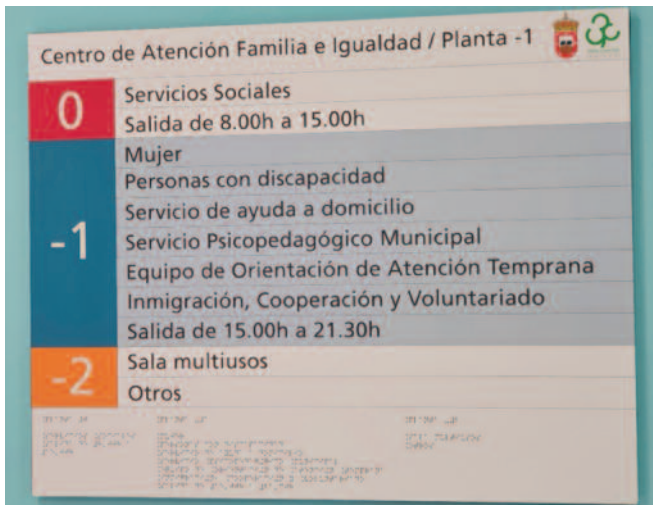 Centro de Atención Familia e Igualdad / Planta -1
0
Servicios Sociales
Salida de 8.00h a 15.00h
-1
Mujer
Personas con discapacidad
Servicio de ayuda a domicilio
Servicio Psicopedagógico Municipal
Equipo de Orientación de Atención Temprana
Inmigración, Cooperación y Voluntariado
Salida de 15.00h a 21.30h
-2
Sala multiusos
Otros